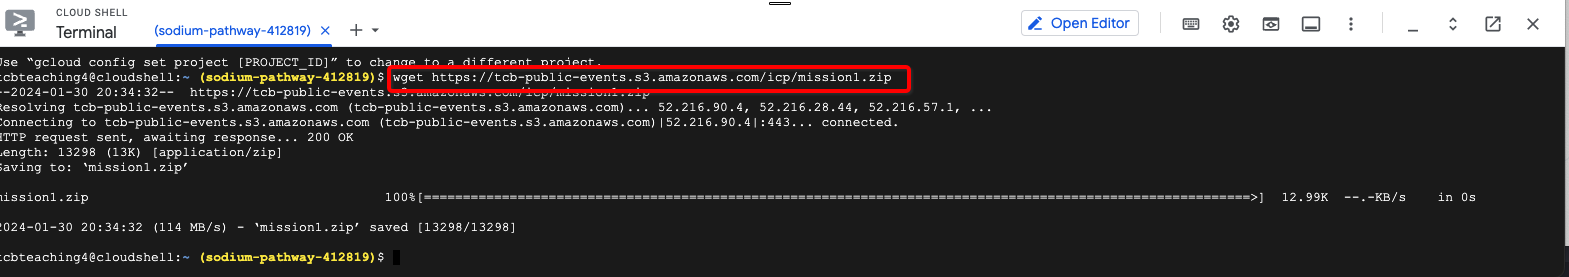 CLOUD SHELL
Terminal
(sodium-pathway-412819)
Open Editor
Use "gcloud config set project [PROJECT_ID]" to change to a different project.
tcbteaching4@cloudshell:~ (sodium-pathway-412819)$ wget https://tcb-public-events.s3.amazonaws.com/icp/mission1.zip
--2024-01-30 20:34:32-- https://tcb-public-events.s3.amazonaws.com/icp/mission1.zip
Resolving tcb-public-events.s3.amazonaws.com (tcb-public-events.s3.amazonaws.com)... 52.216.90.4, 52.216.28.44, 52.216.57.1, ...
Connecting to tcb-public-events.s3.amazonaws.com (tcb-public-events.s3.amazonaws.com)|52.216.90.4|:443... connected.
HTTP request sent, awaiting response... 200 OK
Length: 13298 (13K) [application/zip]
Saving to: ‘mission1.zip’
mission1.zip 100%[==========================================================================================================>] 12.99K --.-KB/s in 0s
2024-01-30 20:34:32 (114 MB/s) - ‘mission1.zip’ saved [13298/13298]
tcbteaching4@cloudshell:~ (sodium-pathway-412819)$